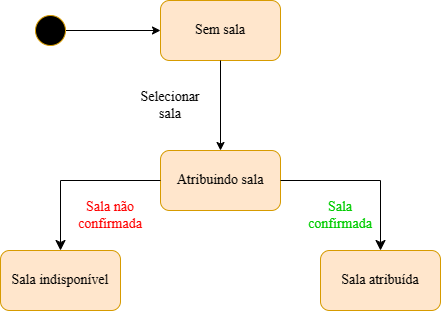 Sem sala
Selecionar
sala
Atribuindo sala
Sala não
confirmada
Sala
confirmada
Sala indisponível
Sala atribuída